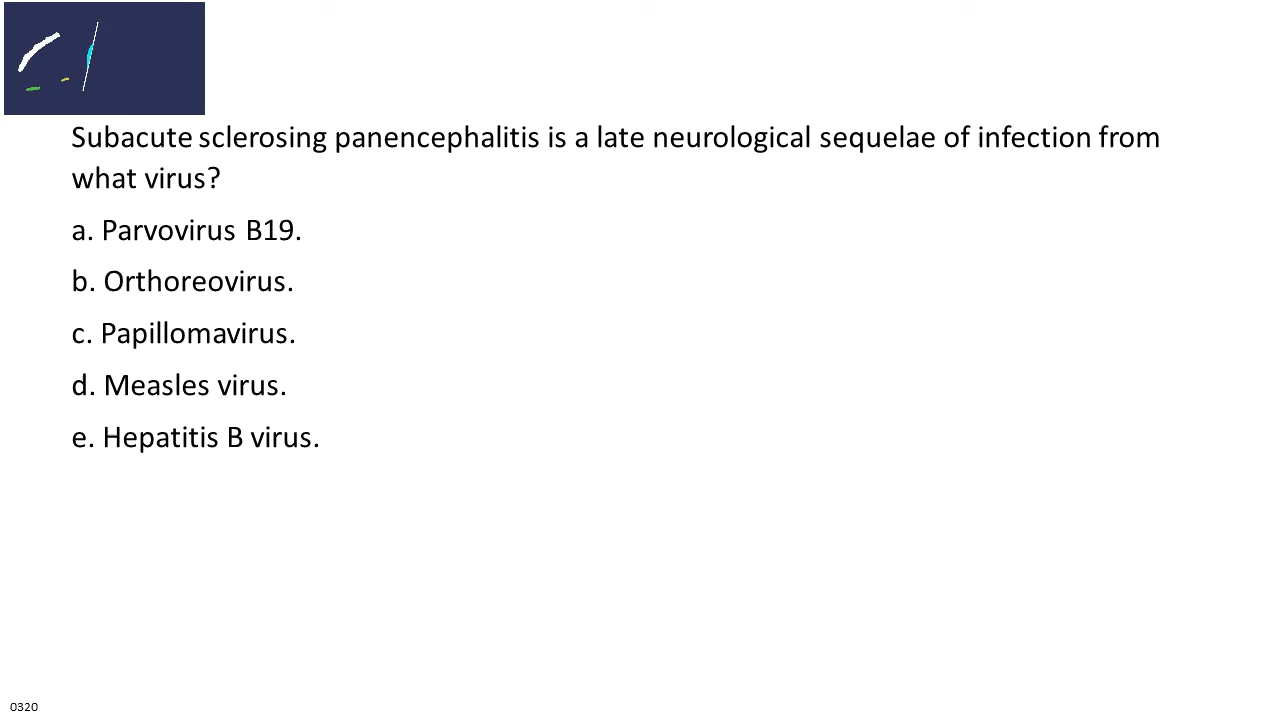 Subacute sclerosing panencephalitis is a late neurological sequelae of infection from
what virus?
a. Parvovirus B19.
b. Orthoreovirus.
c. Papillomavirus.
d. Measles virus.
e. Hepatitis B virus.
0320